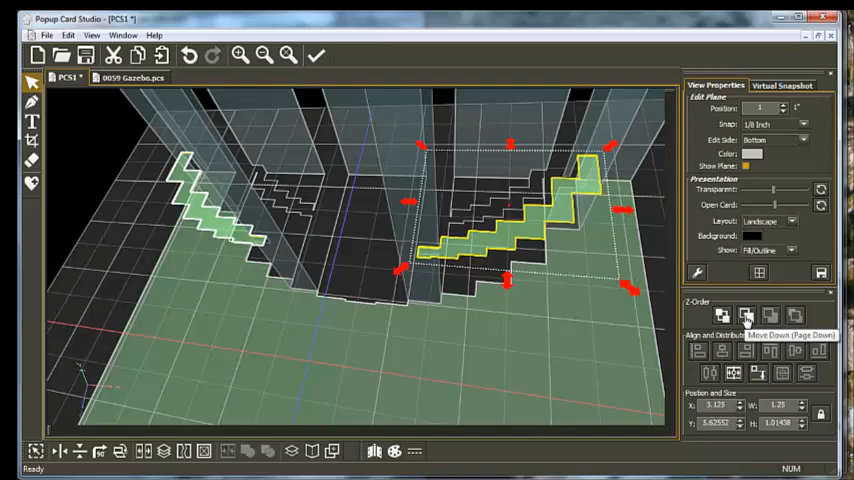 Popup Card Studio - [PCS1 *]
File Edit View Window Help
PCS1 *
0059 Gazebo.pcs
View Properties
Virtual Snapshot
Edit Plane
Position: 1 1"
Snap: 1/8 Inch
Edit Side: Bottom
Color:
Show Plane:
Presentation
Transparent:
Open Card:
Layout: Landscape
Background:
Show: Fill/Outline
Z-Order
Move Down (Page Down)
Align and Distribut
Position and Size
X: 3.125 W: 1.25
Y: 5.62552 H: 1.01438
Ready
NUM